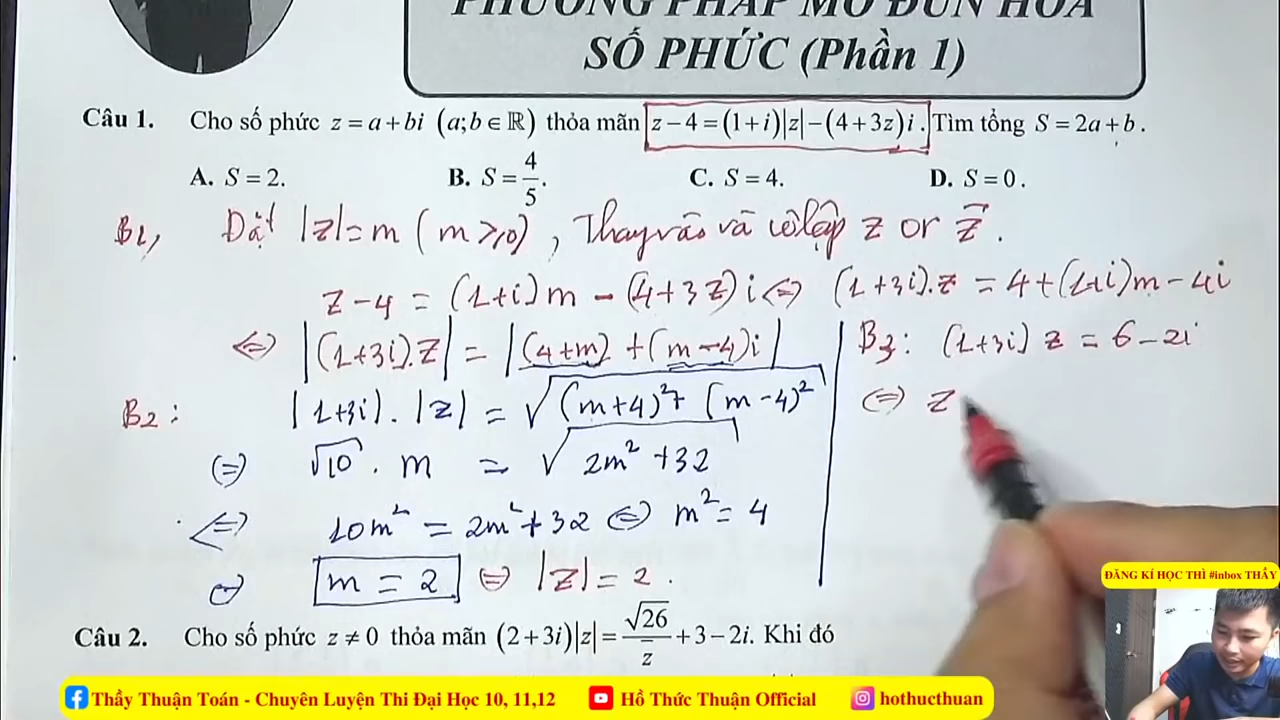 PHƯƠNG PHÁP MÔ ĐUN HÓA
SỐ PHỨC (Phần 1)
Câu 1. Cho số phức z = a + bi (a; b ∈ ℝ) thỏa mãn z − 4 = (1 + i)|z| − (4 + 3z)i. Tìm tổng S = 2a + b.
A. S = 2. B. S = 4/5. C. S = 4. D. S = 0.
B1, Đặt |z| = m (m ≥ 0), Thay vào và cô lập z or z̄.
z − 4 = (1+i)m − (4+3z)i ⇔ (1+3i).z = 4+(1+i)m − 4i
⇔ |(1+3i).z| = |(4+m) + (m−4)i|
B2: |1+3i|.|z| = √((m+4)² + (m−4)²)
⇔ √10 . m = √(2m² + 32)
⇔ 10m² = 2m² + 32 ⇔ m² = 4
⇔ m = 2 ⇔ |z| = 2.
B3: (1+3i) z = 6 − 2i
⇔ z
Câu 2. Cho số phức z ≠ 0 thỏa mãn (2 + 3i)|z| = √26/z̄ + 3 − 2i. Khi đó
ĐĂNG KÍ HỌC THÌ #inbox THẦY
Thầy Thuận Toán - Chuyên Luyện Thi Đại Học 10, 11,12 Hồ Thức Thuận Official hothucthuan